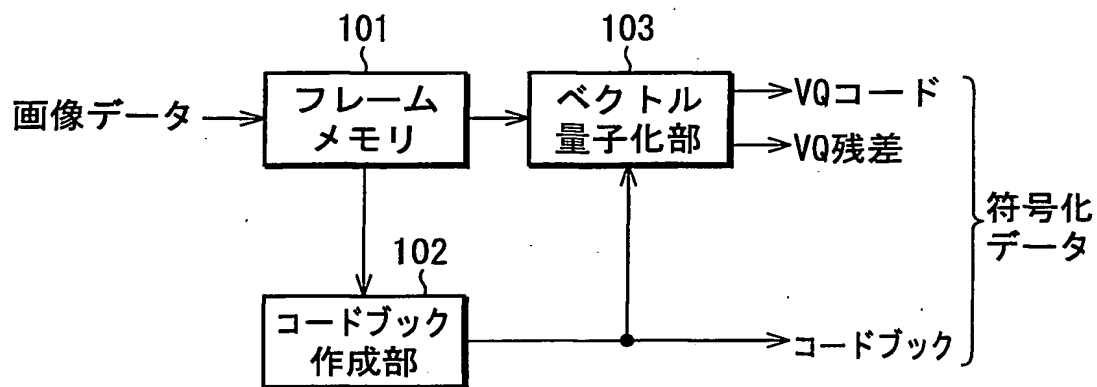 101
103
画像データ
フレーム
メモリ
ベクトル
量子化部
VQコード
VQ残差
符号化
データ
102
コードブック
作成部
コードブック